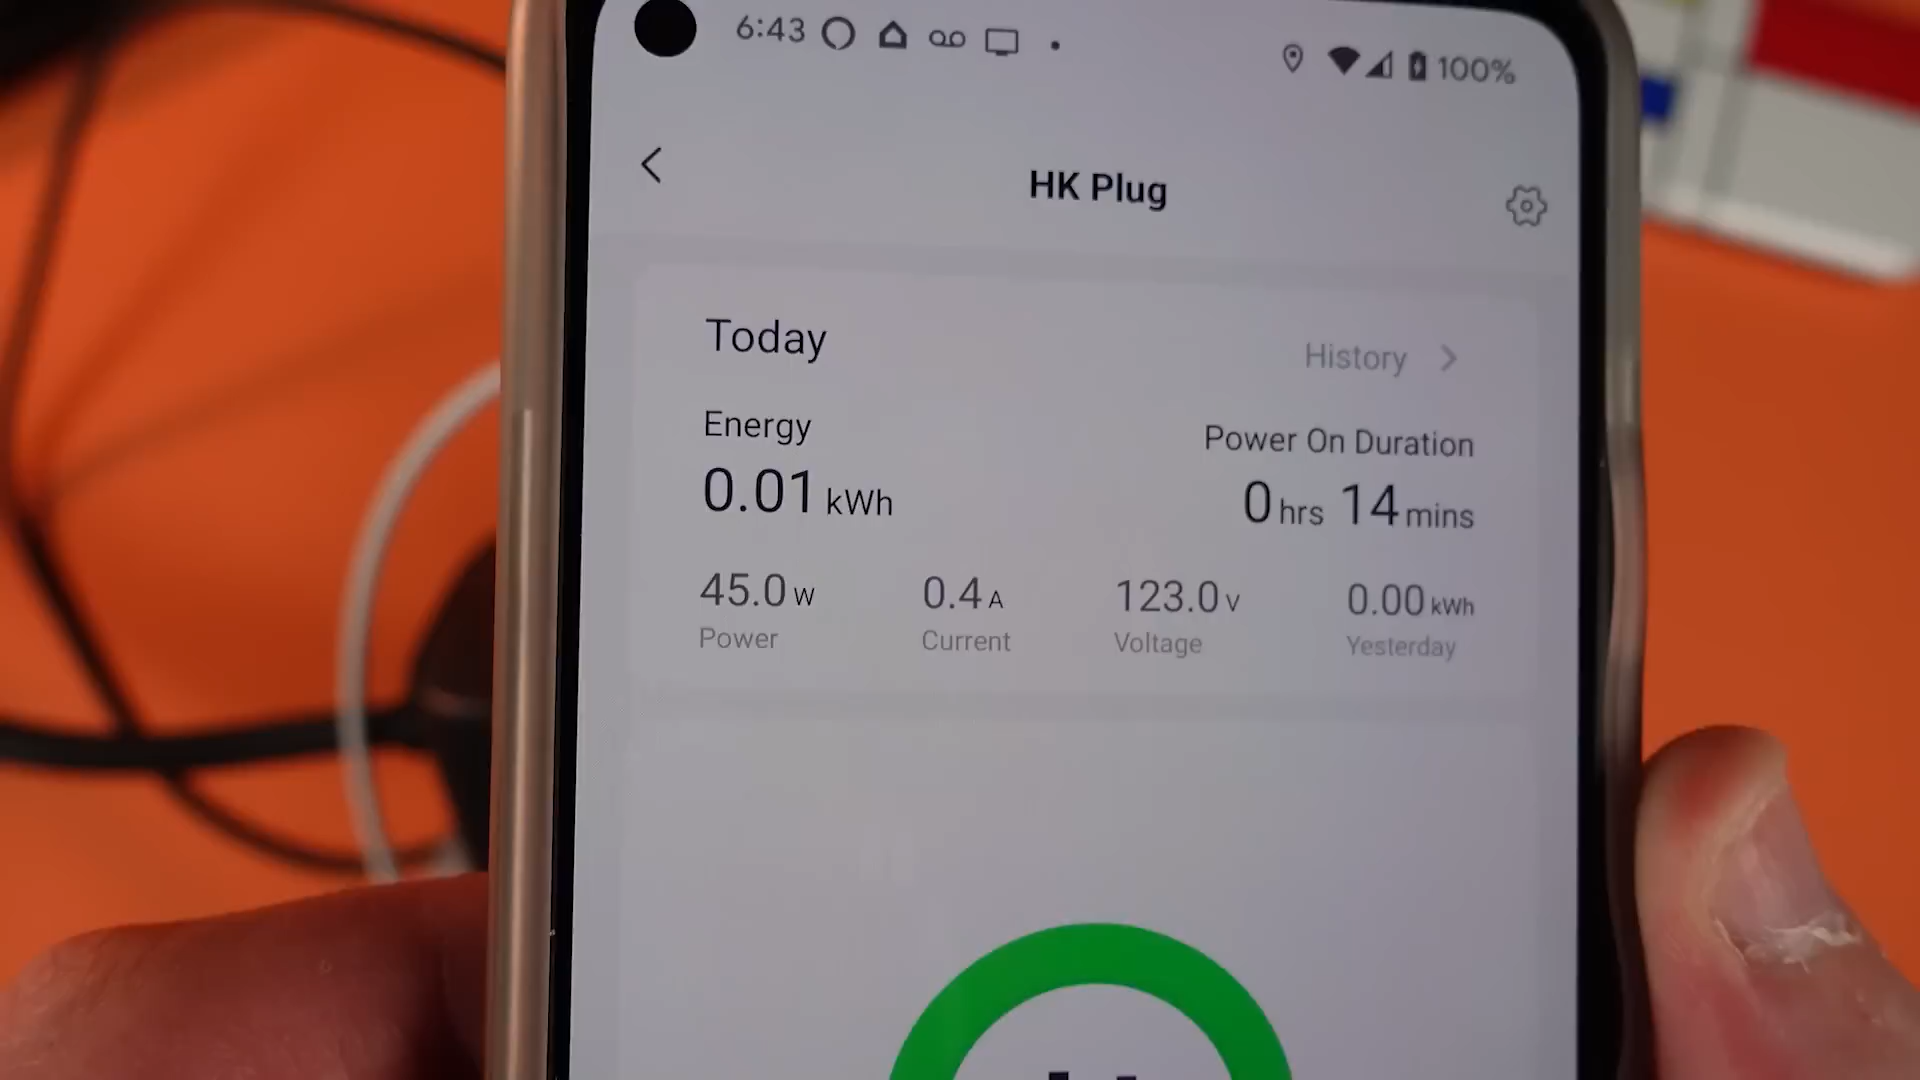 6:43 100%
HK Plug
Today History
Energy Power On Duration
0.01 kWh 0 hrs 14 mins
45.0 W 0.4 A 123.0 V 0.00 kWh
Power Current Voltage Yesterday